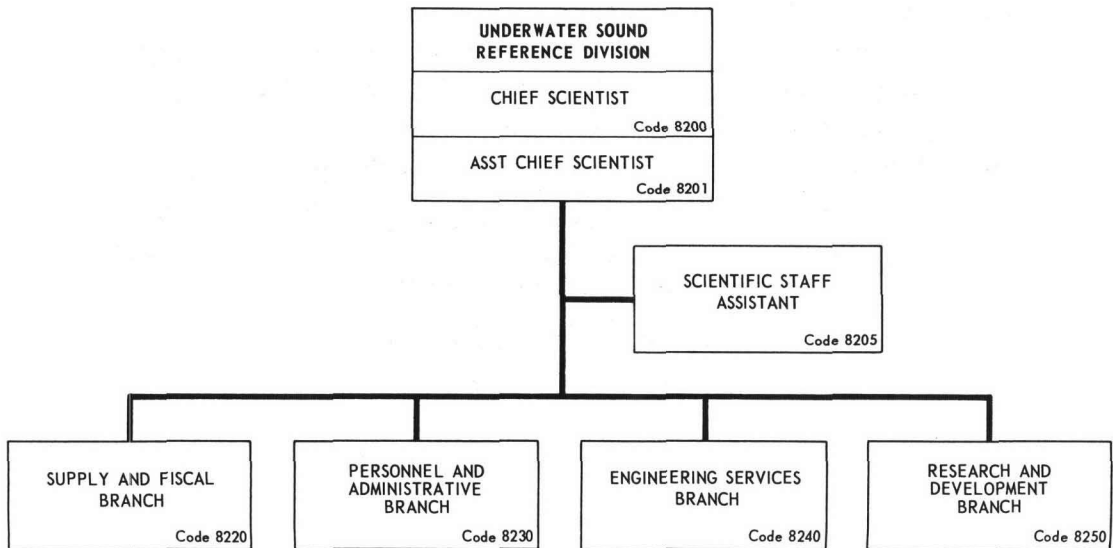 UNDERWATER SOUND
REFERENCE DIVISION
CHIEF SCIENTIST
Code 8200
ASST CHIEF SCIENTIST
Code 8201
SCIENTIFIC STAFF
ASSISTANT
Code 8205
SUPPLY AND FISCAL
BRANCH
Code 8220
PERSONNEL AND
ADMINISTRATIVE
BRANCH
Code 8230
ENGINEERING SERVICES
BRANCH
Code 8240
RESEARCH AND
DEVELOPMENT
BRANCH
Code 8250